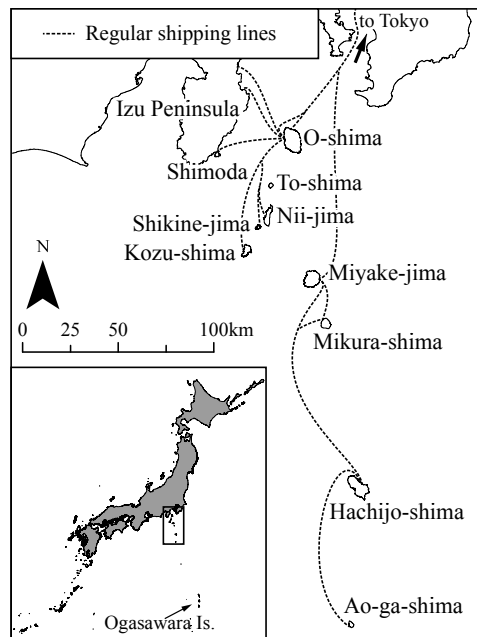 Regular shipping lines
to Tokyo
Izu Peninsula
O-shima
Shimoda
To-shima
Nii-jima
Shikine-jima
Kozu-shima
N
Miyake-jima
0 25 50 100km
Mikura-shima
Hachijo-shima
Ao-ga-shima
Ogasawara Is.